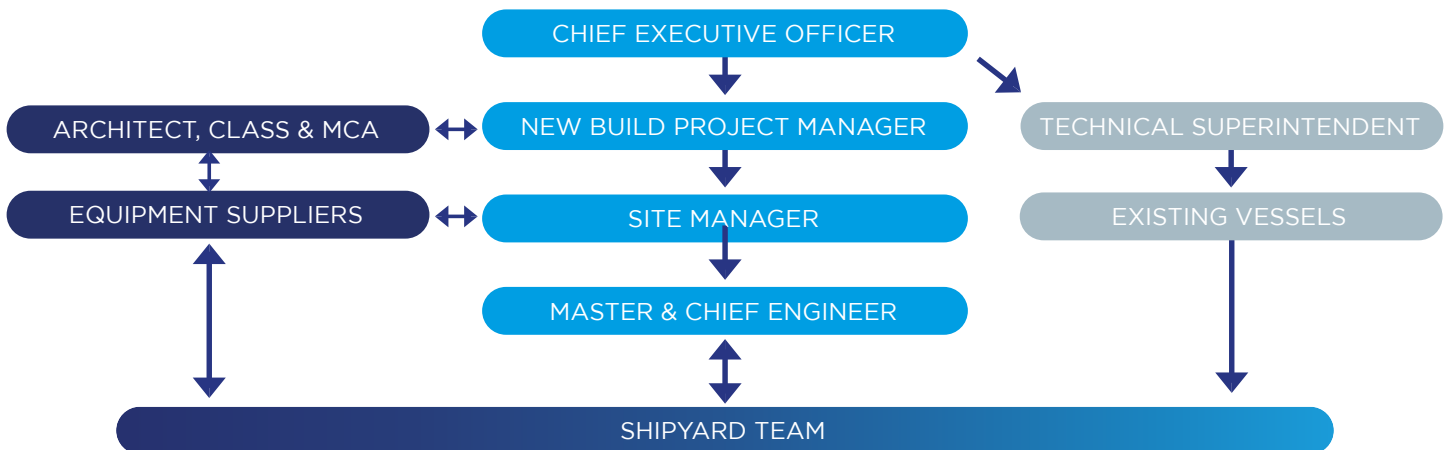 CHIEF EXECUTIVE OFFICER
ARCHITECT, CLASS & MCA
NEW BUILD PROJECT MANAGER
TECHNICAL SUPERINTENDENT
EQUIPMENT SUPPLIERS
SITE MANAGER
EXISTING VESSELS
MASTER & CHIEF ENGINEER
SHIPYARD TEAM